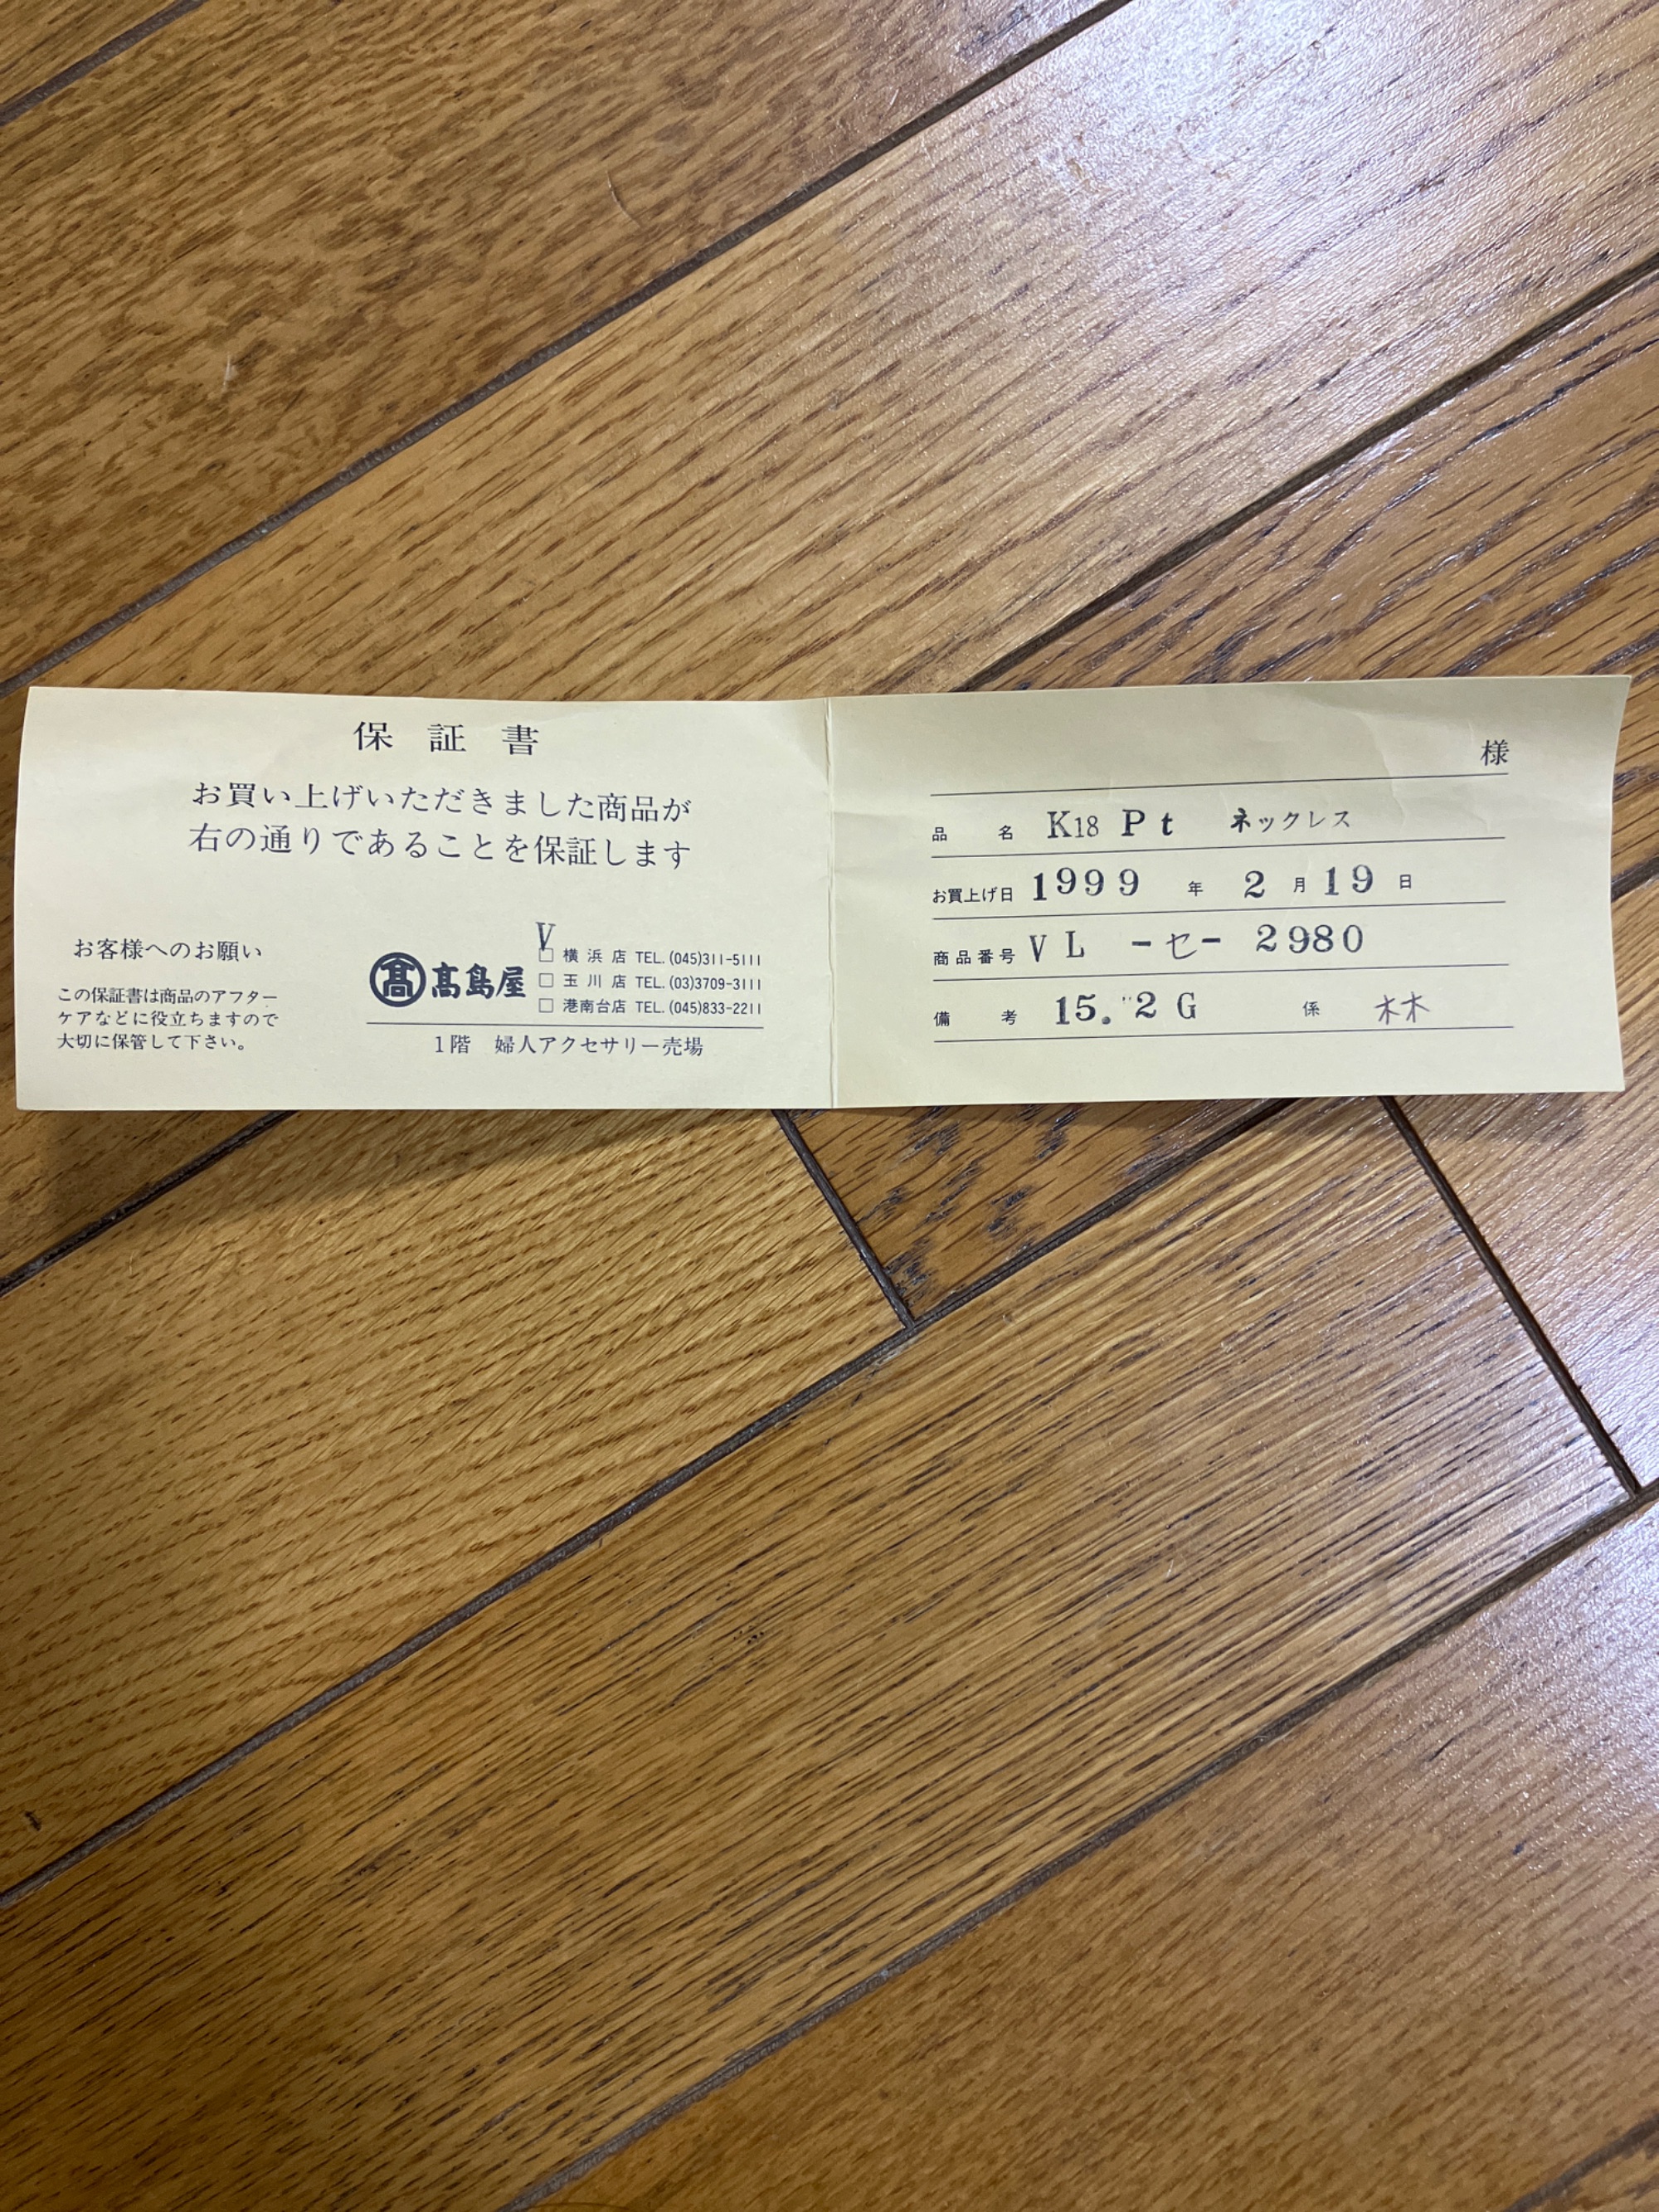 保証書
お買い上げいただきました商品が
右の通りであることを保証します
お客様へのお願い
この保証書は商品のアフター
ケアなどに役立ちますので
大切に保管して下さい。
髙 髙島屋
V
□ 横浜店 TEL.(045)311-5111
□ 玉川店 TEL.(03)3709-3111
□ 港南台店 TEL.(045)833-2211
1階 婦人アクセサリー売場
様
品名 K18 Pt ネックレス
お買上げ日 1999年2月19日
商品番号 VL -セ- 2980
備考 15.2G 係 林